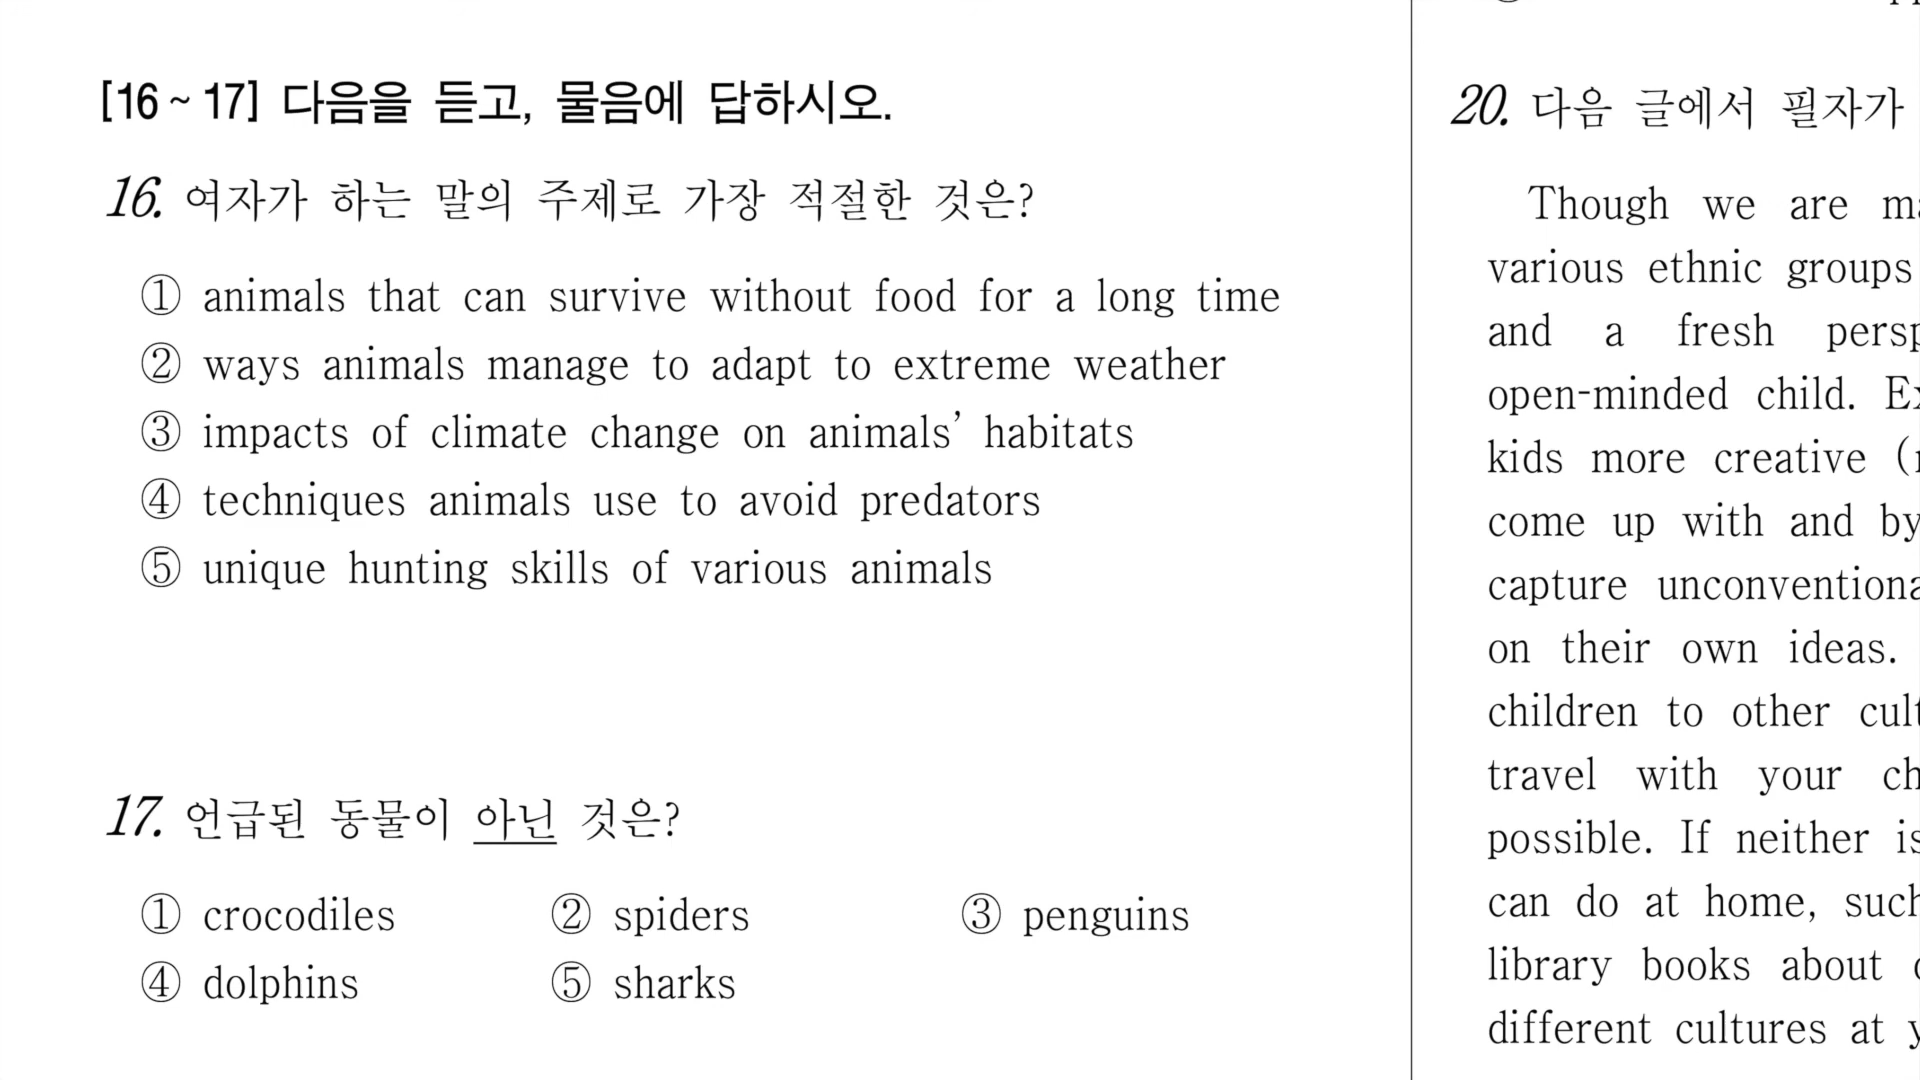 [16~17] 다음을 듣고, 물음에 답하시오.
16. 여자가 하는 말의 주제로 가장 적절한 것은?
① animals that can survive without food for a long time
② ways animals manage to adapt to extreme weather
③ impacts of climate change on animals’ habitats
④ techniques animals use to avoid predators
⑤ unique hunting skills of various animals
17. 언급된 동물이 아닌 것은?
① crocodiles ② spiders ③ penguins
④ dolphins ⑤ sharks
20. 다음 글에서 필자가
Though we are
various ethnic groups
and a fresh
open-minded child.
kids more creative
come up with and by
capture
on their own ideas.
children to other
travel with your
possible. If neither
can do at home,
library books about
different cultures at